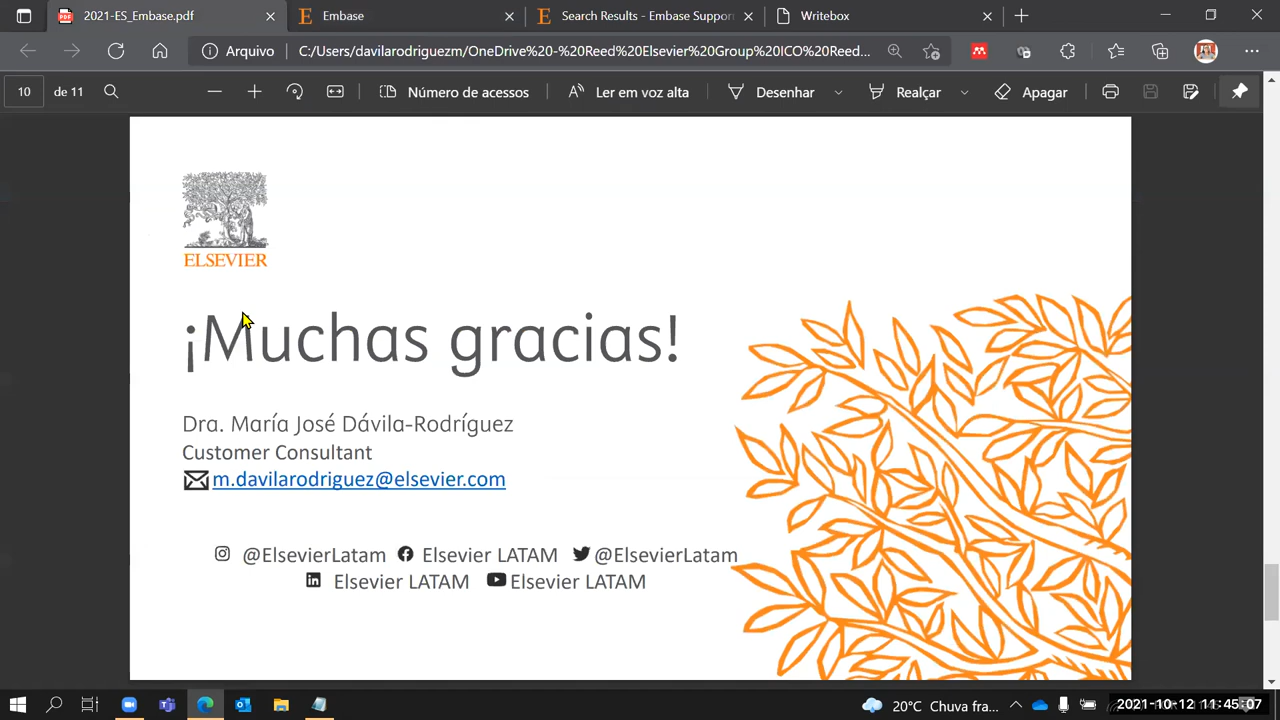 2021-ES_Embase.pdf
Embase
Search Results - Embase Suppor
Writebox
Arquivo
C:/Users/davilarodriguezm/OneDrive%20-%20Reed%20Elsevier%20Group%20ICO%20Reed...
10 de 11
Número de acessos
Ler em voz alta
Desenhar
Realçar
Apagar
ELSEVIER
¡Muchas gracias!
Dra. María José Dávila-Rodríguez
Customer Consultant
m.davilarodriguez@elsevier.com
@ElsevierLatam Elsevier LATAM @ElsevierLatam
Elsevier LATAM Elsevier LATAM
20°C Chuva fra...
2021-10-12 11:45:07